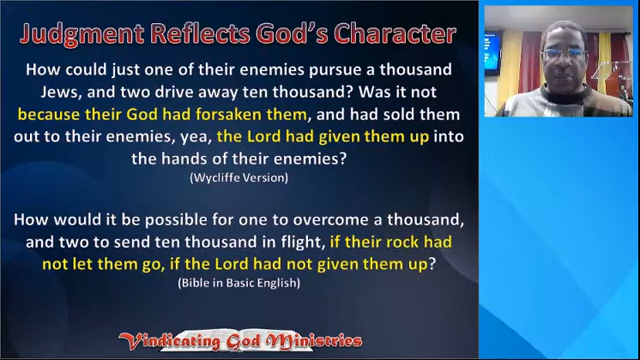 Judgment Reflects God's Character
How could just one of their enemies pursue a thousand
Jews, and two drive away ten thousand? Was it not
because their God had forsaken them, and had sold them
out to their enemies, yea, the Lord had given them up into
the hands of their enemies?
(Wycliffe Version)
How would it be possible for one to overcome a thousand,
and two to send ten thousand in flight, if their rock had
not let them go, if the Lord had not given them up?
(Bible in Basic English)
Vindicating God Ministries